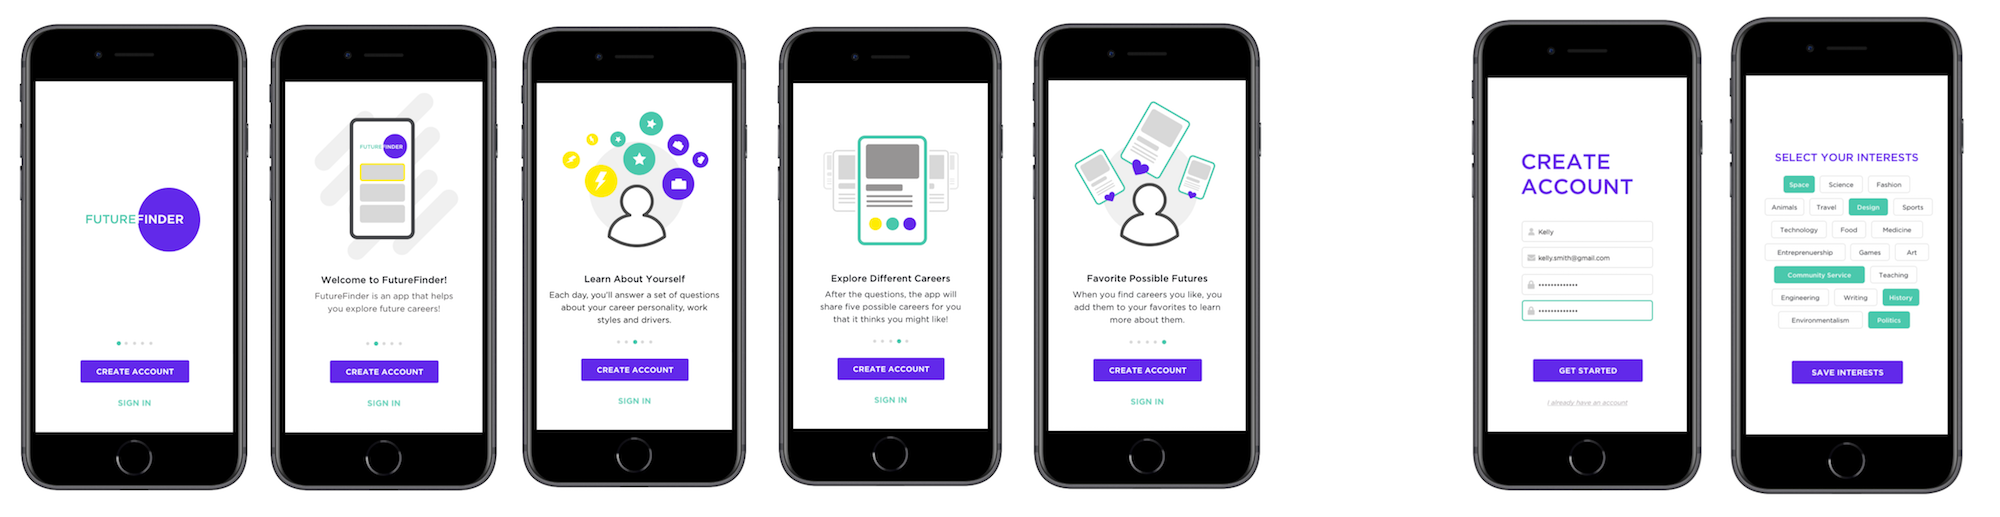 FUTUREFINDER
CREATE ACCOUNT
SIGN IN
FUTUREFINDER
Welcome to FutureFinder!
FutureFinder is an app that helps
you explore future careers!
CREATE ACCOUNT
SIGN IN
Learn About Yourself
Each day, you'll answer a set of questions
about your career personality, work
styles and drivers.
CREATE ACCOUNT
SIGN IN
Explore Different Careers
After the questions, the app will
share five possible careers for you
that it thinks you might like!
CREATE ACCOUNT
SIGN IN
Favorite Possible Futures
When you find careers you like, you
add them to your favorites to learn
more about them.
CREATE ACCOUNT
SIGN IN
CREATE
ACCOUNT
Kelly
kelly.smith@gmail.com
•••••••••••••
•••••••••••••
GET STARTED
I already have an account
SELECT YOUR INTERESTS
Space Science Fashion
Animals Travel Design Sports
Technology Food Medicine
Entreprenuership Games Art
Community Service Teaching
Engineering Writing History
Environmentalism Politics
SAVE INTERESTS